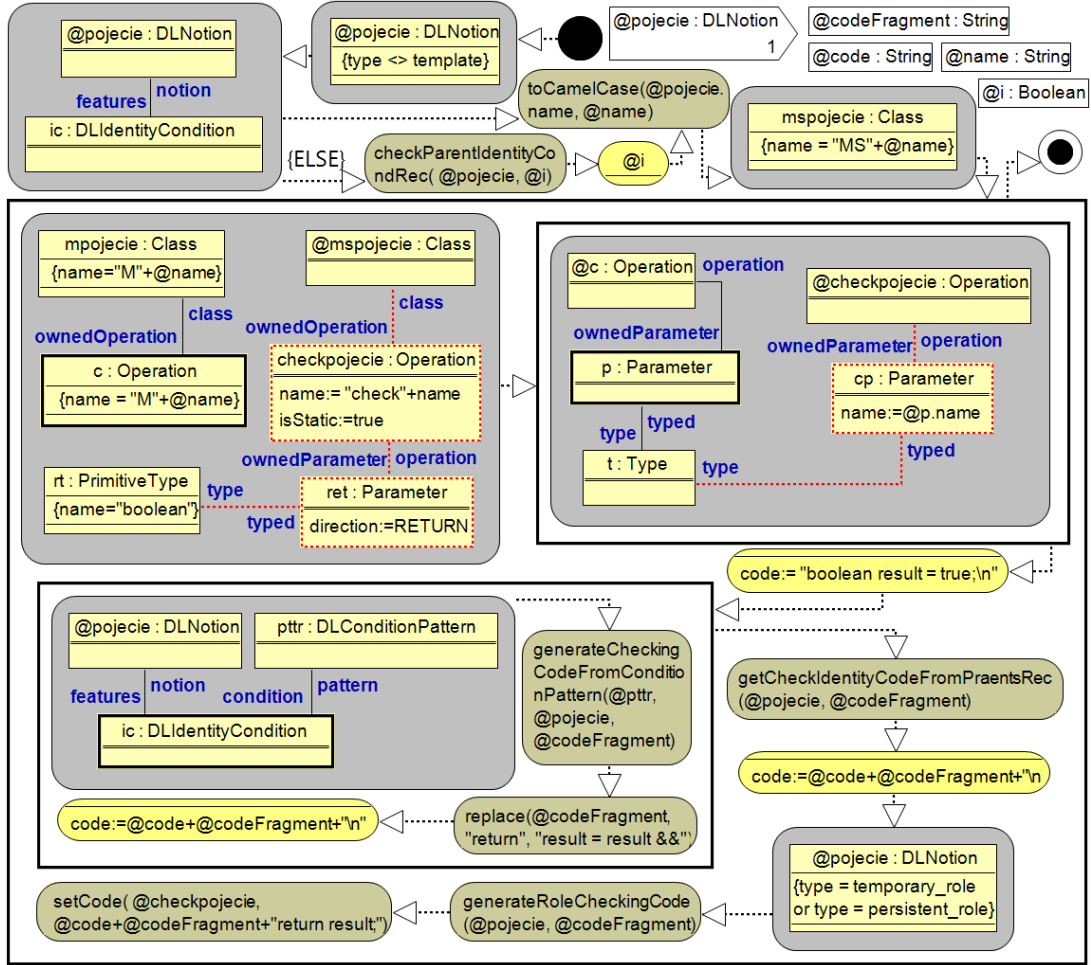 @pojecie : DLNotion
features
notion
ic : DLIdentityCondition
@pojecie : DLNotion
{type <> template}
@pojecie : DLNotion
1
@codeFragment : String
@code : String
@name : String
@i : Boolean
toCamelCase(@pojecie.
name, @name)
{ELSE}
checkParentIdentityCo
ndRec( @pojecie, @i)
@i
mspojecie : Class
{name = "MS"+@name}
mpojecie : Class
{name="M"+@name}
@mspojecie : Class
class
class
ownedOperation
ownedOperation
c : Operation
{name = "M"+@name}
checkpojecie : Operation
name:= "check"+name
isStatic:=true
ownedParameter
operation
rt : PrimitiveType
{name="boolean"}
type
typed
ret : Parameter
direction:=RETURN
@c : Operation
operation
@checkpojecie : Operation
ownedParameter
ownedParameter
operation
p : Parameter
cp : Parameter
name:=@p.name
typed
type
t : Type
type
typed
code:= "boolean result = true;\n"
@pojecie : DLNotion
pttr : DLConditionPattern
features
notion
condition
pattern
ic : DLIdentityCondition
generateChecking
CodeFromConditio
nPattern(@pttr,
@pojecie,
@codeFragment)
replace(@codeFragment,
"return", "result = result &&")
code:=@code+@codeFragment+"\n"
getCheckIdentityCodeFromPraentsRec
(@pojecie, @codeFragment)
code:=@code+@codeFragment+"\n
@pojecie : DLNotion
{type = temporary_role
or type = persistent_role}
generateRoleCheckingCode
(@pojecie, @codeFragment)
setCode( @checkpojecie,
@code+@codeFragment+"return result;")